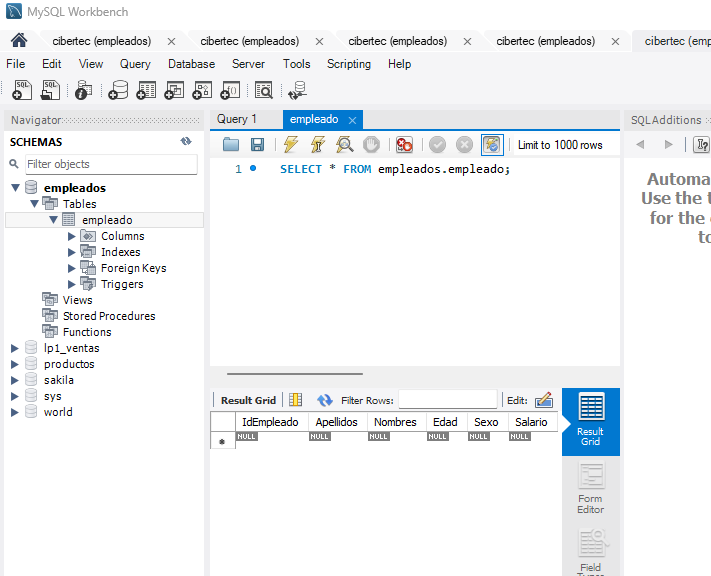 MySQL Workbench
cibertec (empleados) × cibertec (empleados) × cibertec (empleados) × cibertec (empleados) × cibertec (emp
File Edit View Query Database Server Tools Scripting Help
Navigator
SCHEMAS
Filter objects
empleados
Tables
empleado
Columns
Indexes
Foreign Keys
Triggers
Views
Stored Procedures
Functions
lp1_ventas
productos
sakila
sys
world
Query 1 empleado ×
Limit to 1000 rows
1 SELECT * FROM empleados.empleado;
Result Grid Filter Rows: Edit:
IdEmpleado Apellidos Nombres Edad Sexo Salario
NULL NULL NULL NULL NULL NULL
Result
Grid
Form
Editor
Field
SQLAdditions
Automa
Use the t
for the
to